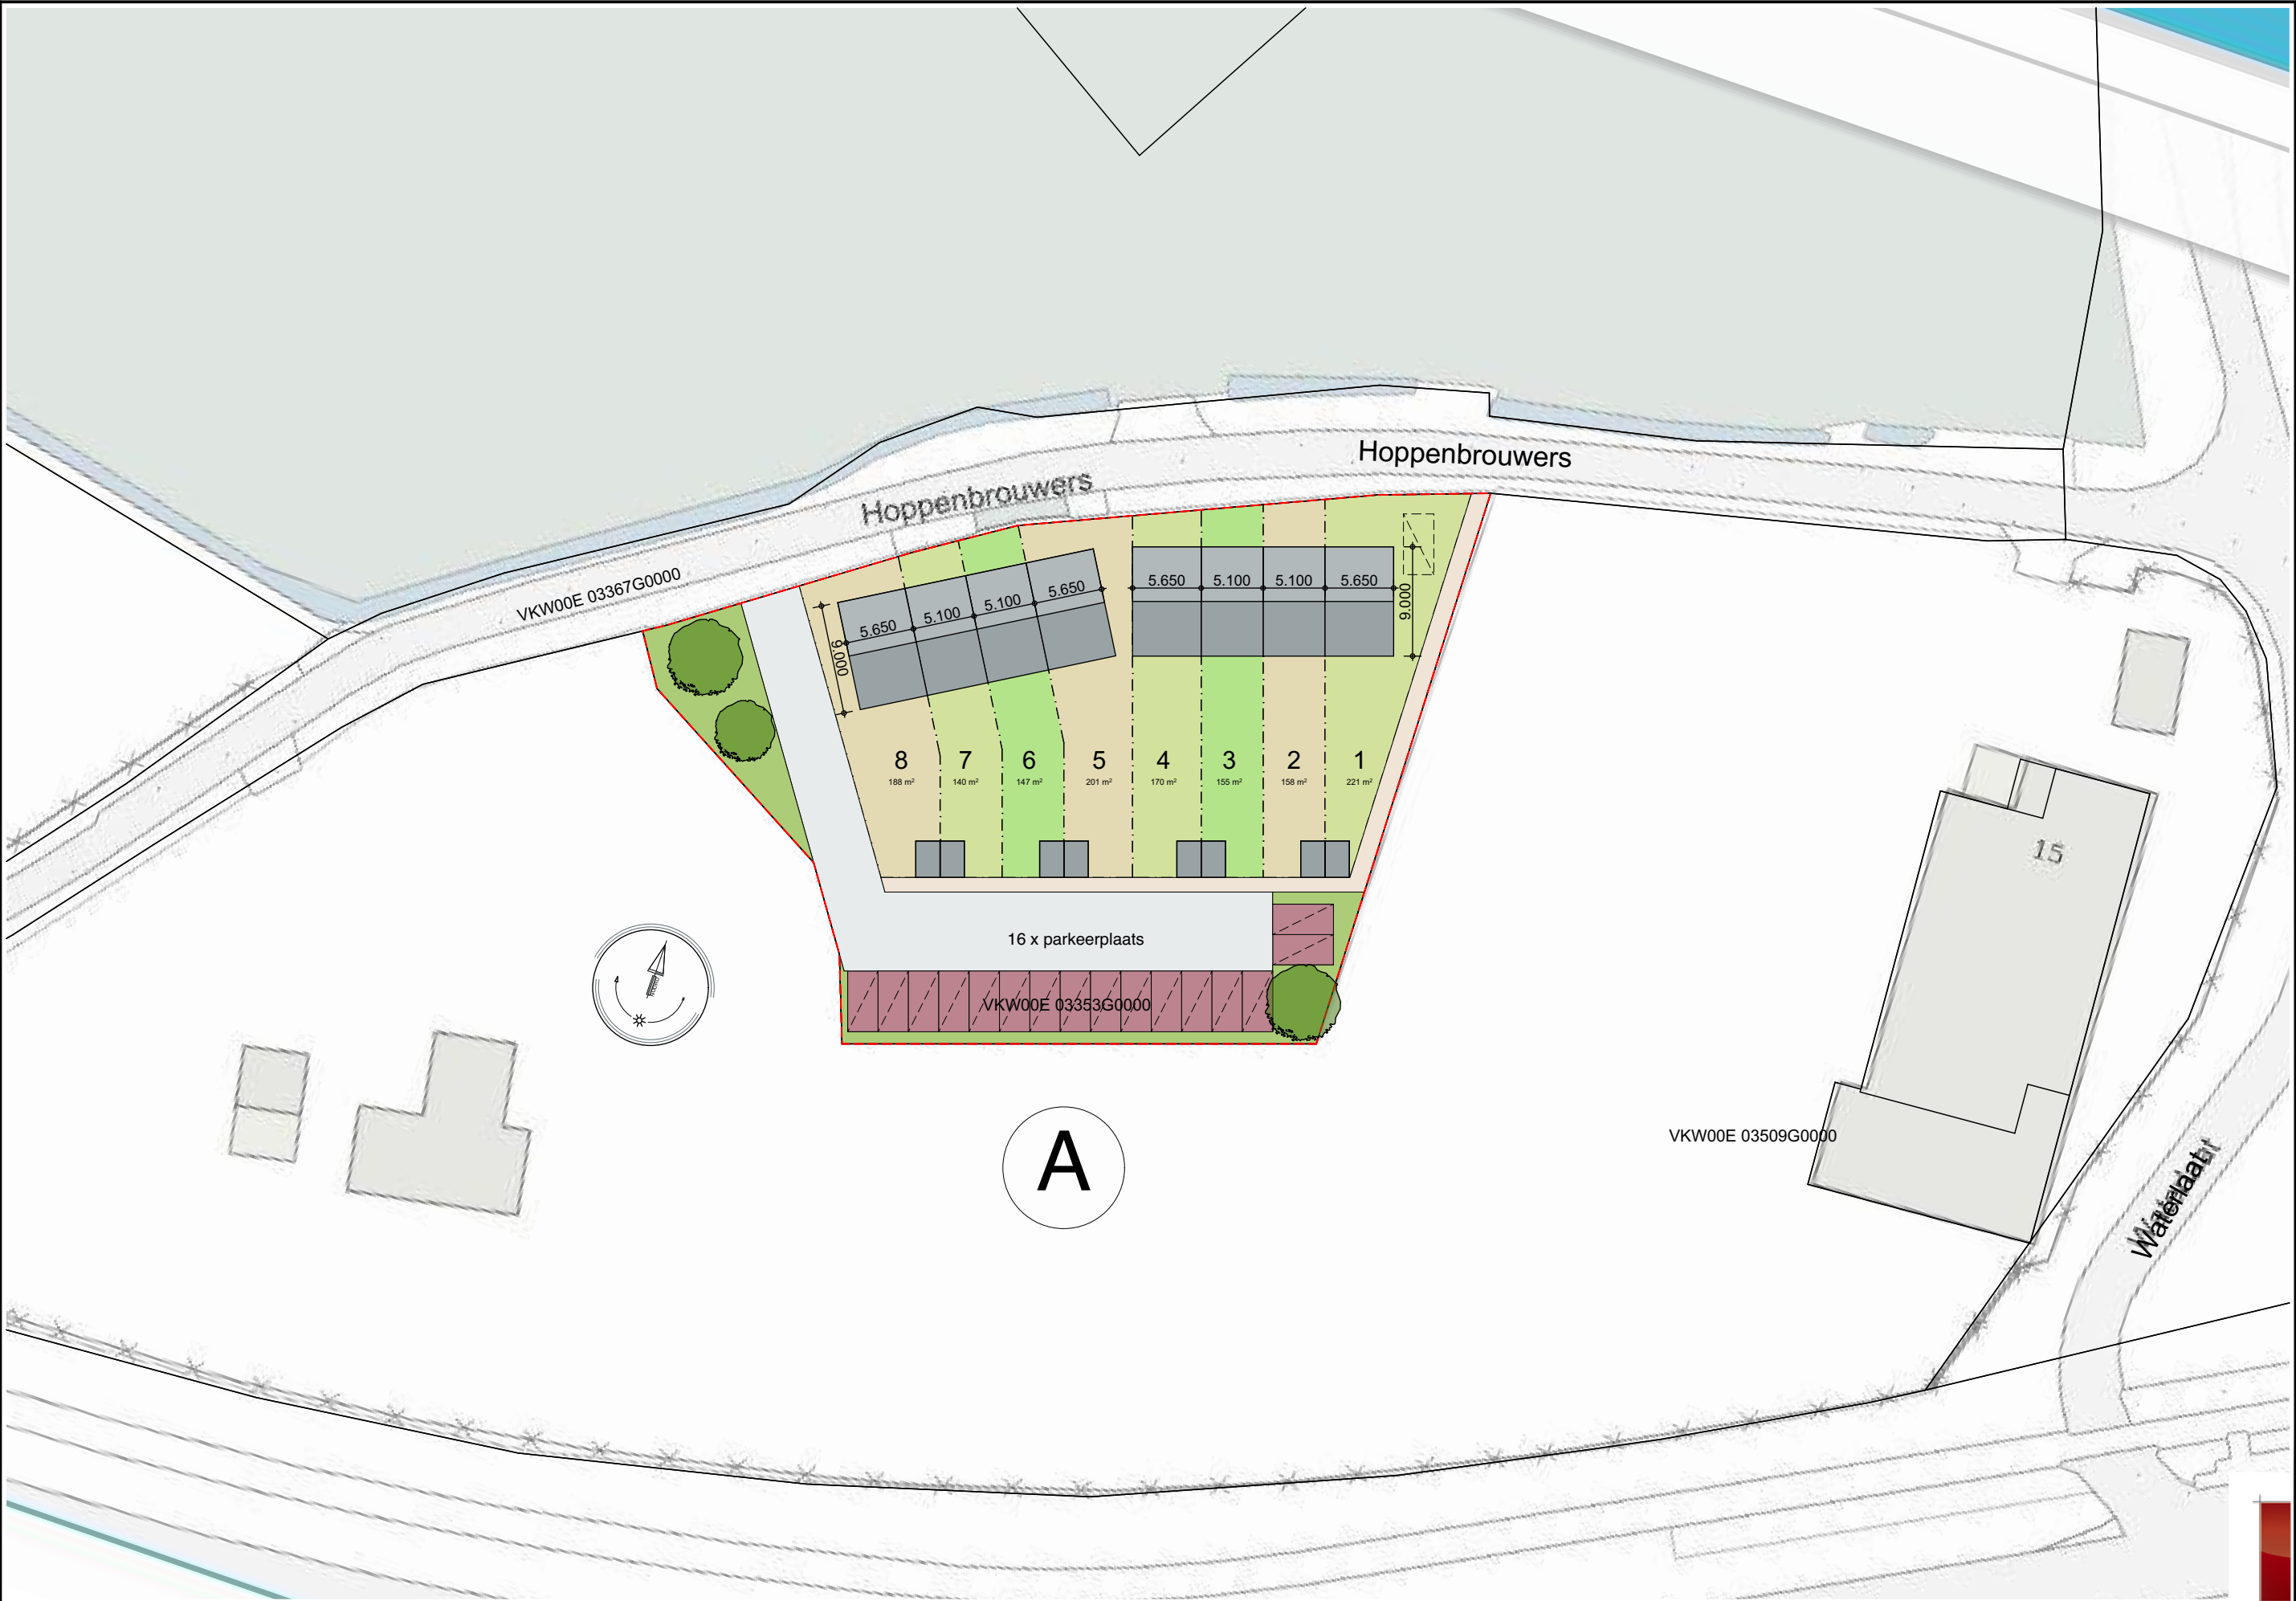 Hoppenbrouwers
Hoppenbrouwers
VKW00E 03367G0000
5.650
5.100
5.100
5.650
9.000
5.650
5.100
5.100
5.650
9.000
8
188 m²
7
140 m²
6
147 m²
5
201 m²
4
170 m²
3
155 m²
2
158 m²
1
221 m²
15
16 x parkeerplaats
VKW00E 03353G0000
A
VKW00E 03509G0000
Waterlaat